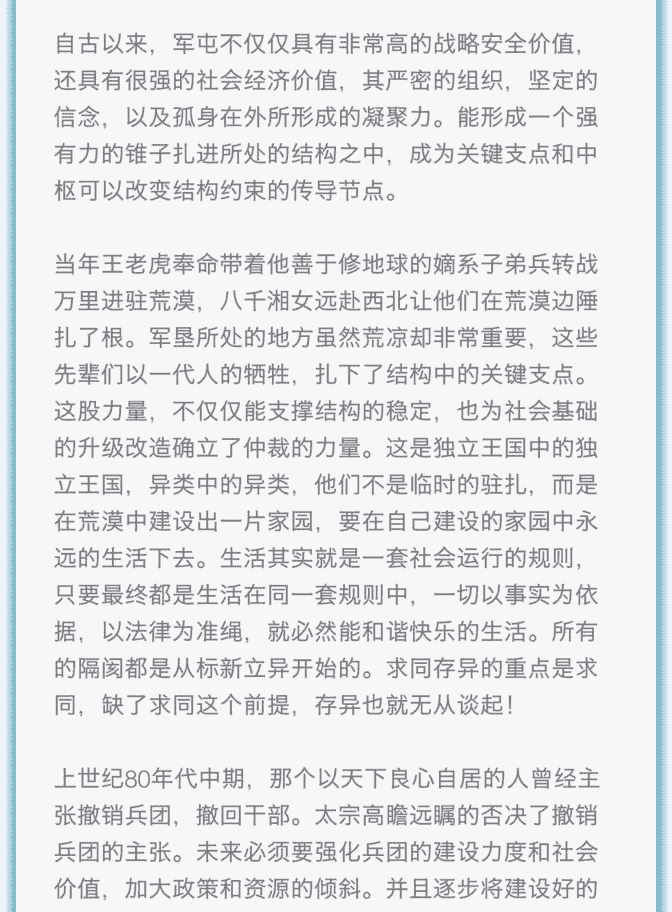 自古以来，军屯不仅仅具有非常高的战略安全价值，
还具有很强的社会经济价值，其严密的组织，坚定的
信念，以及孤身在外所形成的凝聚力。能形成一个强
有力的锥子扎进所处的结构之中，成为关键支点和中
枢可以改变结构约束的传导节点。
当年王老虎奉命带着他善于修地球的嫡系子弟兵转战
万里进驻荒漠，八千湘女远赴西北让他们在荒漠边陲
扎了根。军垦所处的地方虽然荒凉却非常重要，这些
先辈们以一代人的牺牲，扎下了结构中的关键支点。
这股力量，不仅仅能支撑结构的稳定，也为社会基础
的升级改造确立了仲裁的力量。这是独立王国中的独
立王国，异类中的异类，他们不是临时的驻扎，而是
在荒漠中建设出一片家园，要在自己建设的家园中永
远的生活下去。生活其实就是一套社会运行的规则，
只要最终都是生活在同一套规则中，一切以事实为依
据，以法律为准绳，就必然能和谐快乐的生活。所有
的隔阂都是从标新立异开始的。求同存异的重点是求
同，缺了求同这个前提，存异也就无从谈起！
上世纪80年代中期，那个以天下良心自居的人曾经主
张撤销兵团，撤回干部。太宗高瞻远瞩的否决了撤销
兵团的主张。未来必须要强化兵团的建设力度和社会
价值，加大政策和资源的倾斜。并且逐步将建设好的